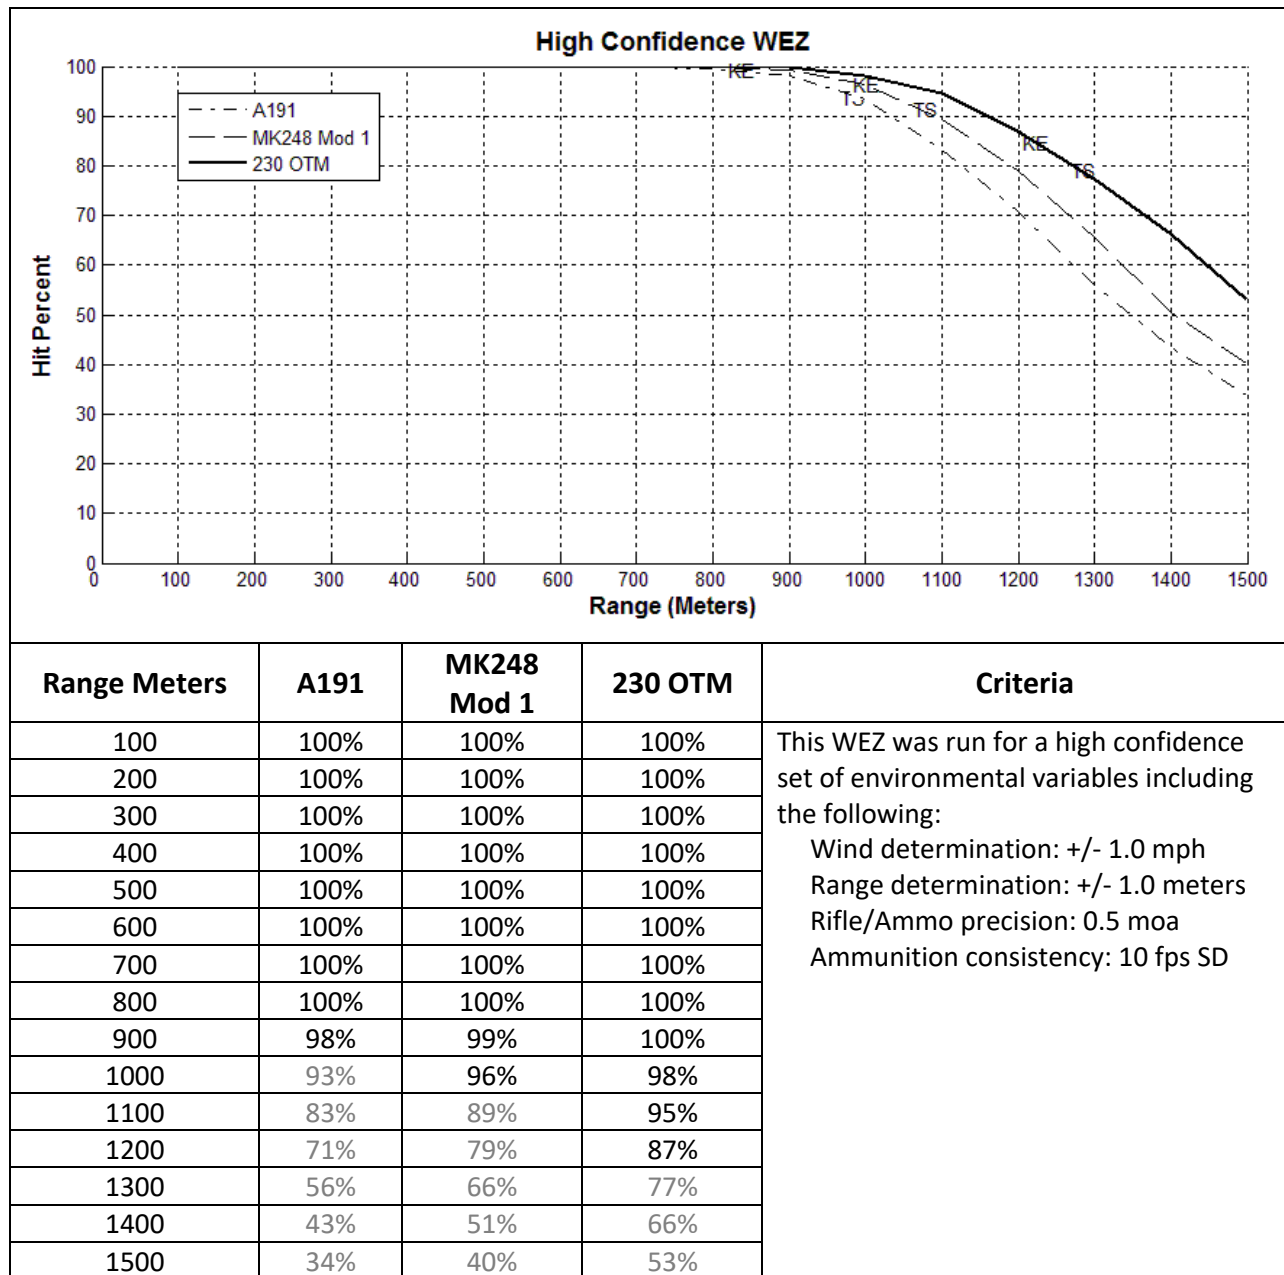 High Confidence WEZ
100
90
80
70
60
50
40
30
20
10
0
Hit Percent
A191
MK248 Mod 1
230 OTM
KE
TS
KE
TS
KE
TS
0 100 200 300 400 500 600 700 800 900 1000 1100 1200 1300 1400 1500
Range (Meters)
Range Meters A191 MK248 Mod 1 230 OTM Criteria
100 100% 100% 100%
200 100% 100% 100%
300 100% 100% 100%
400 100% 100% 100%
500 100% 100% 100%
600 100% 100% 100%
700 100% 100% 100%
800 100% 100% 100%
900 98% 99% 100%
1000 93% 96% 98%
1100 83% 89% 95%
1200 71% 79% 87%
1300 56% 66% 77%
1400 43% 51% 66%
1500 34% 40% 53%
This WEZ was run for a high confidence
set of environmental variables including
the following:
Wind determination: +/- 1.0 mph
Range determination: +/- 1.0 meters
Rifle/Ammo precision: 0.5 moa
Ammunition consistency: 10 fps SD